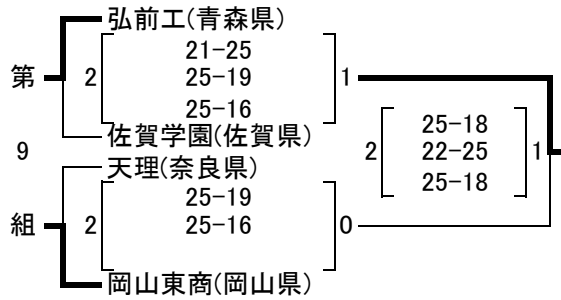 弘前工(青森県)
21-25
第 2 25-19 1
25-16
佐賀学園(佐賀県)
25-18
9 2 22-25 1
25-18
天理(奈良県)
25-19
組 2 25-16 0
岡山東商(岡山県)